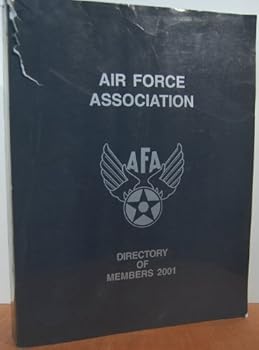 AIR FORCE
ASSOCIATION
AFA
DIRECTORY
OF
MEMBERS 2001